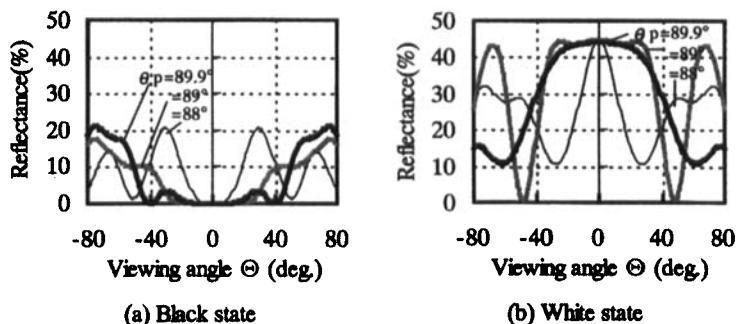 50
40
30
20
10
0
Reflectance(%)
θ p=89.9°
=89°
=88°
-80 -40 0 40 80
Viewing angle Θ (deg.)
(a) Black state
50
40
30
20
10
0
Reflectance(%)
θ p=89.9°
=89°
=88°
-80 -40 0 40 80
Viewing angle Θ (deg.)
(b) White state